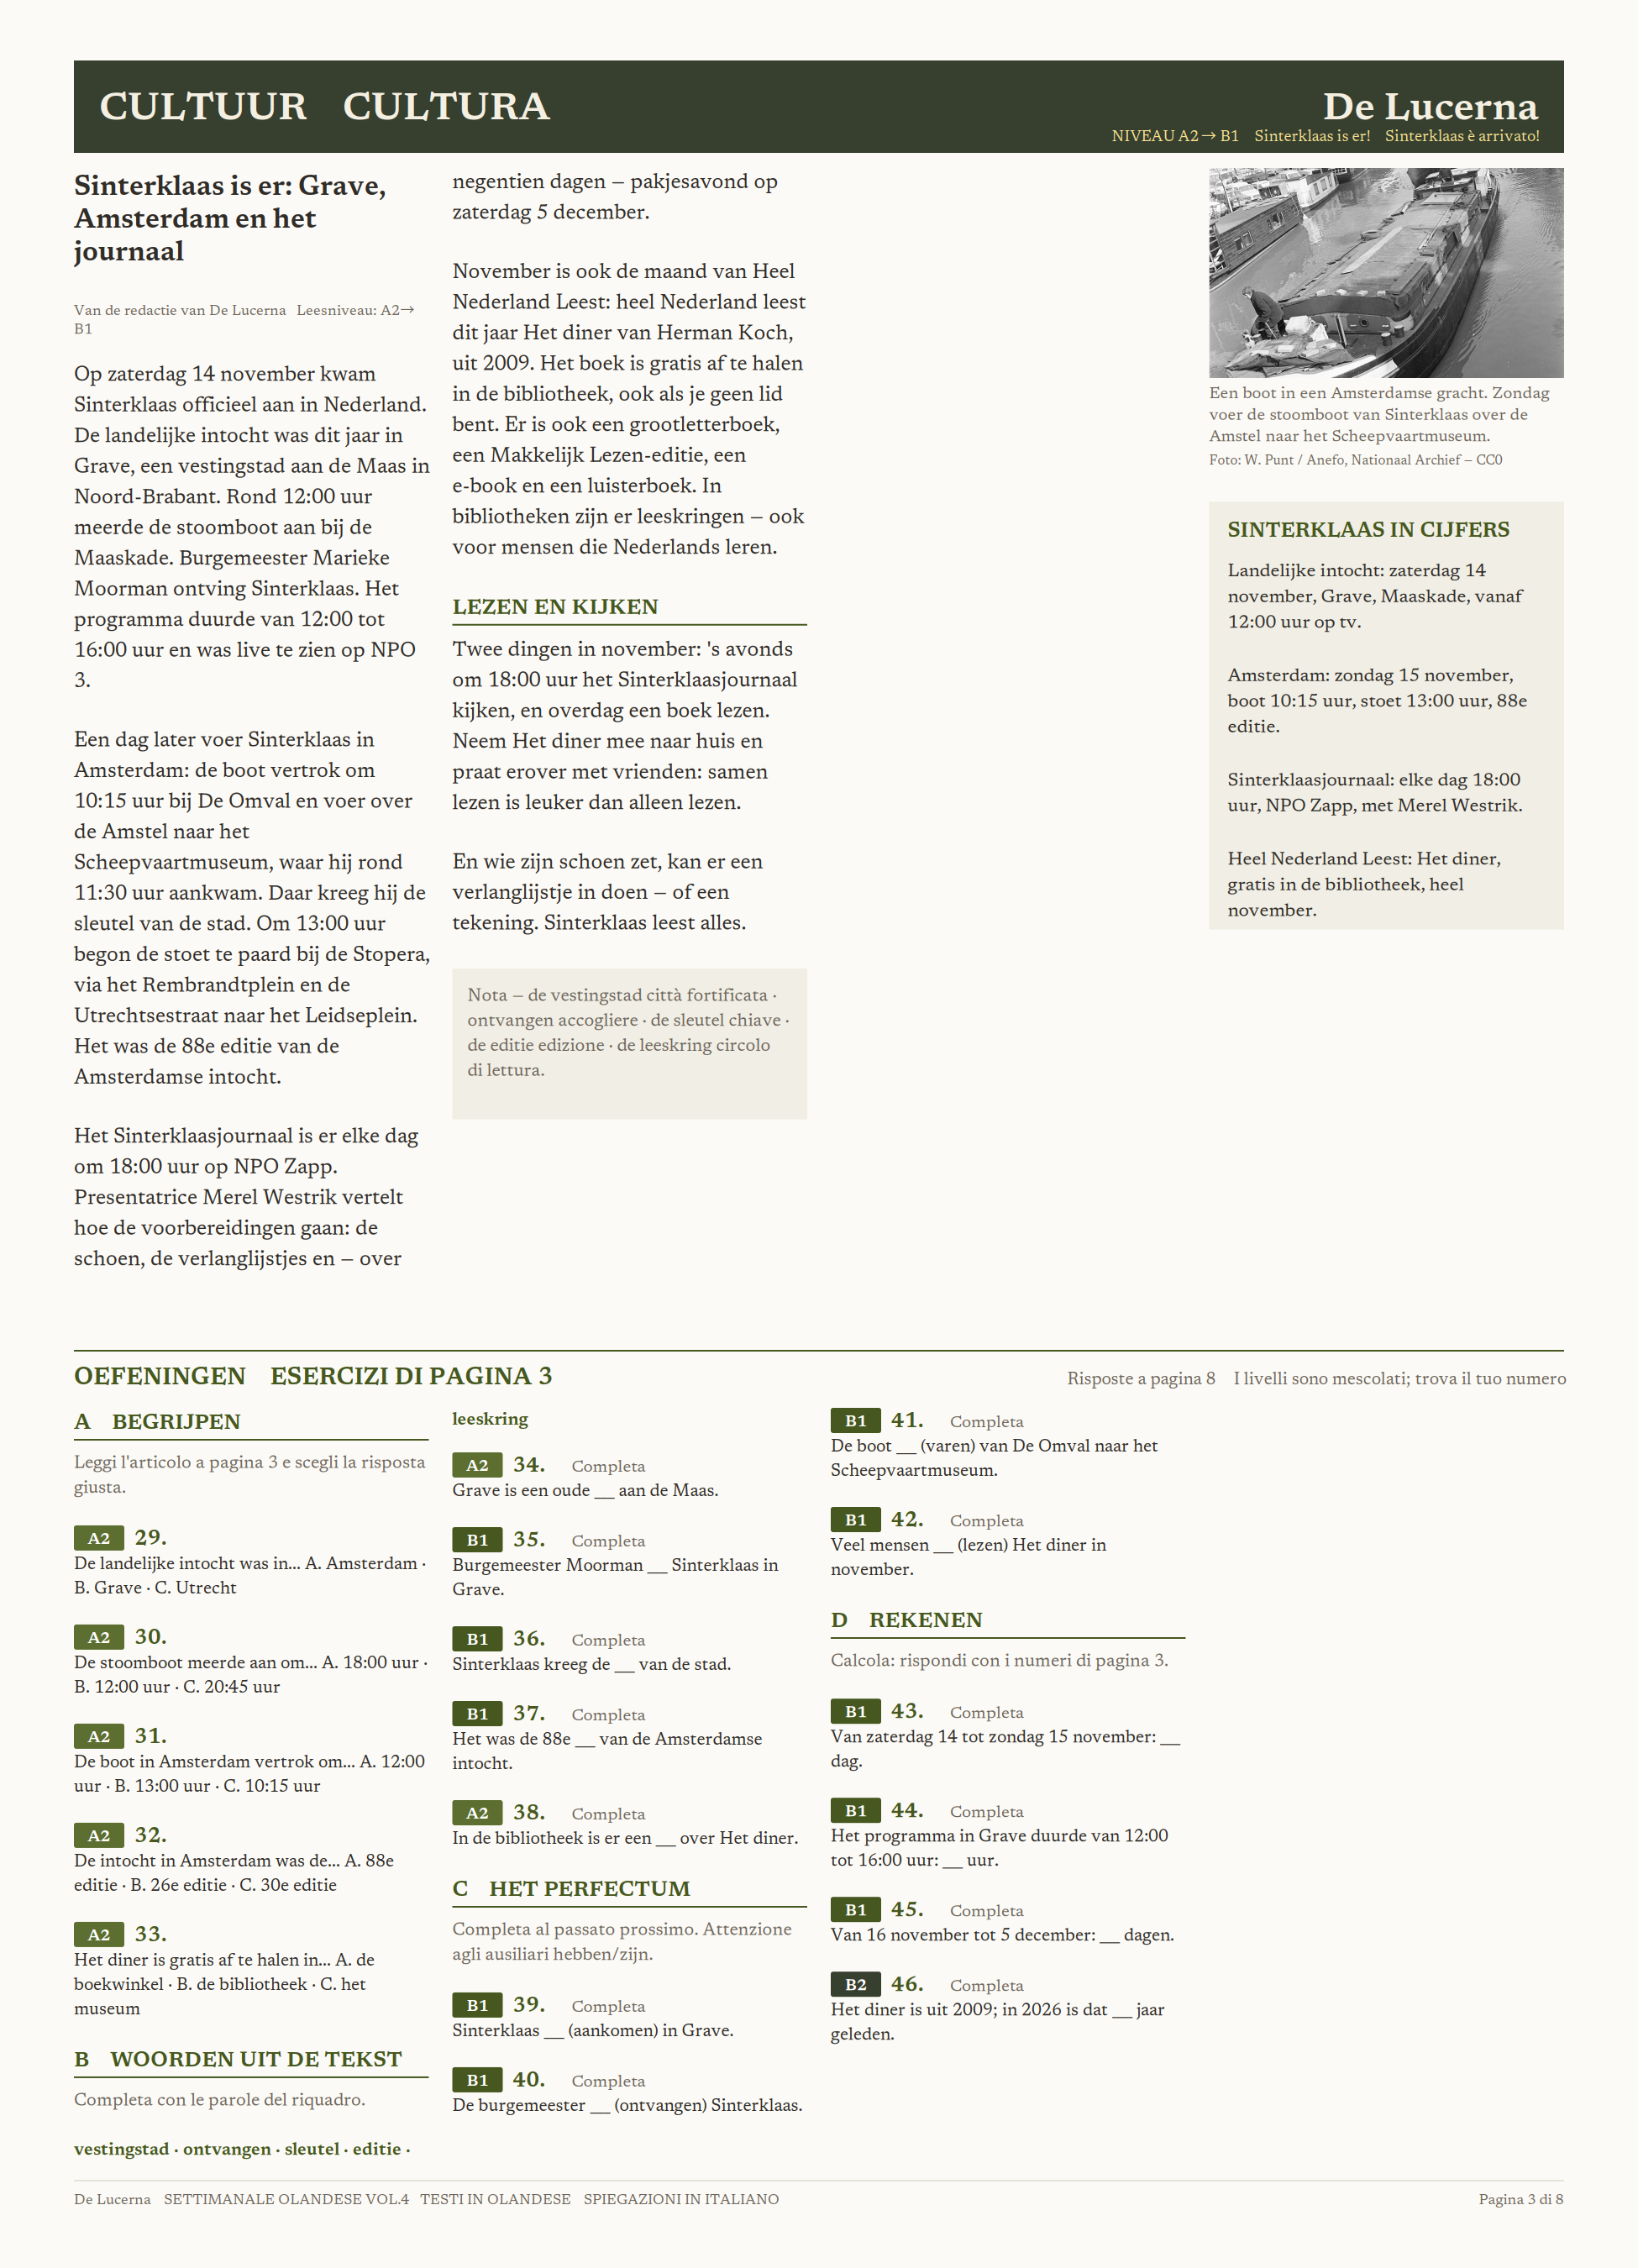 CULTUUR CULTURA
De Lucerna
NIVEAU A2→ B1 Sinterklaas is er! Sinterklaas è arrivato!
Sinterklaas is er: Grave,
Amsterdam en het
journaal
Van de redactie van De Lucerna Leesniveau: A2→
B1
Op zaterdag 14 november kwam
Sinterklaas officieel aan in Nederland.
De landelijke intocht was dit jaar in
Grave, een vestingstad aan de Maas in
Noord-Brabant. Rond 12:00 uur
meerde de stoomboot aan bij de
Maaskade. Burgemeester Marieke
Moorman ontving Sinterklaas. Het
programma duurde van 12:00 tot
16:00 uur en was live te zien op NPO
3.
Een dag later voer Sinterklaas in
Amsterdam: de boot vertrok om
10:15 uur bij De Omval en voer over
de Amstel naar het
Scheepvaartmuseum, waar hij rond
11:30 uur aankwam. Daar kreeg hij de
sleutel van de stad. Om 13:00 uur
begon de stoet te paard bij de Stopera,
via het Rembrandtplein en de
Utrechtsestraat naar het Leidseplein.
Het was de 88e editie van de
Amsterdamse intocht.
Het Sinterklaasjournaal is er elke dag
om 18:00 uur op NPO Zapp.
Presentatrice Merel Westrik vertelt
hoe de voorbereidingen gaan: de
schoen, de verlanglijstjes en – over
negentien dagen – pakjesavond op
zaterdag 5 december.
November is ook de maand van Heel
Nederland Leest: heel Nederland leest
dit jaar Het diner van Herman Koch,
uit 2009. Het boek is gratis af te halen
in de bibliotheek, ook als je geen lid
bent. Er is ook een grootletterboek,
een Makkelijk Lezen-editie, een
e-book en een luisterboek. In
bibliotheken zijn er leeskringen – ook
voor mensen die Nederlands leren.
LEZEN EN KIJKEN
Twee dingen in november: 's avonds
om 18:00 uur het Sinterklaasjournaal
kijken, en overdag een boek lezen.
Neem Het diner mee naar huis en
praat erover met vrienden: samen
lezen is leuker dan alleen lezen.
En wie zijn schoen zet, kan er een
verlanglijstje in doen – of een
tekening. Sinterklaas leest alles.
Nota – de vestingstad città fortificata ·
ontvangen accogliere · de sleutel chiave ·
de editie edizione · de leeskring circolo
di lettura.
Een boot in een Amsterdamse gracht. Zondag
voer de stoomboot van Sinterklaas over de
Amstel naar het Scheepvaartmuseum.
Foto: W. Punt / Anefo, Nationaal Archief – CC0
SINTERKLAAS IN CIJFERS
Landelijke intocht: zaterdag 14
november, Grave, Maaskade, vanaf
12:00 uur op tv.
Amsterdam: zondag 15 november,
boot 10:15 uur, stoet 13:00 uur, 88e
editie.
Sinterklaasjournaal: elke dag 18:00
uur, NPO Zapp, met Merel Westrik.
Heel Nederland Leest: Het diner,
gratis in de bibliotheek, heel
november.
OEFENINGEN ESERCIZI DI PAGINA 3
Risposte a pagina 8 I livelli sono mescolati; trova il tuo numero
A BEGRIJPEN
Leggi l'articolo a pagina 3 e scegli la risposta
giusta.
A2 29.
De landelijke intocht was in... A. Amsterdam ·
B. Grave · C. Utrecht
A2 30.
De stoomboot meerde aan om... A. 18:00 uur ·
B. 12:00 uur · C. 20:45 uur
A2 31.
De boot in Amsterdam vertrok om... A. 12:00
uur · B. 13:00 uur · C. 10:15 uur
A2 32.
De intocht in Amsterdam was de... A. 88e
editie · B. 26e editie · C. 30e editie
A2 33.
Het diner is gratis af te halen in... A. de
boekwinkel · B. de bibliotheek · C. het
museum
B WOORDEN UIT DE TEKST
Completa con le parole del riquadro.
vestingstad · ontvangen · sleutel · editie ·
leeskring
A2 34. Completa
Grave is een oude __ aan de Maas.
B1 35. Completa
Burgemeester Moorman __ Sinterklaas in
Grave.
B1 36. Completa
Sinterklaas kreeg de __ van de stad.
B1 37. Completa
Het was de 88e __ van de Amsterdamse
intocht.
A2 38. Completa
In de bibliotheek is er een __ over Het diner.
C HET PERFECTUM
Completa al passato prossimo. Attenzione
agli ausiliari hebben/zijn.
B1 39. Completa
Sinterklaas __ (aankomen) in Grave.
B1 40. Completa
De burgemeester __ (ontvangen) Sinterklaas.
B1 41. Completa
De boot __ (varen) van De Omval naar het
Scheepvaartmuseum.
B1 42. Completa
Veel mensen __ (lezen) Het diner in
november.
D REKENEN
Calcola: rispondi con i numeri di pagina 3.
B1 43. Completa
Van zaterdag 14 tot zondag 15 november: __
dag.
B1 44. Completa
Het programma in Grave duurde van 12:00
tot 16:00 uur: __ uur.
B1 45. Completa
Van 16 november tot 5 december: __ dagen.
B2 46. Completa
Het diner is uit 2009; in 2026 is dat __ jaar
geleden.
De Lucerna SETTIMANALE OLANDESE VOL.4 TESTI IN OLANDESE SPIEGAZIONI IN ITALIANO
Pagina 3 di 8